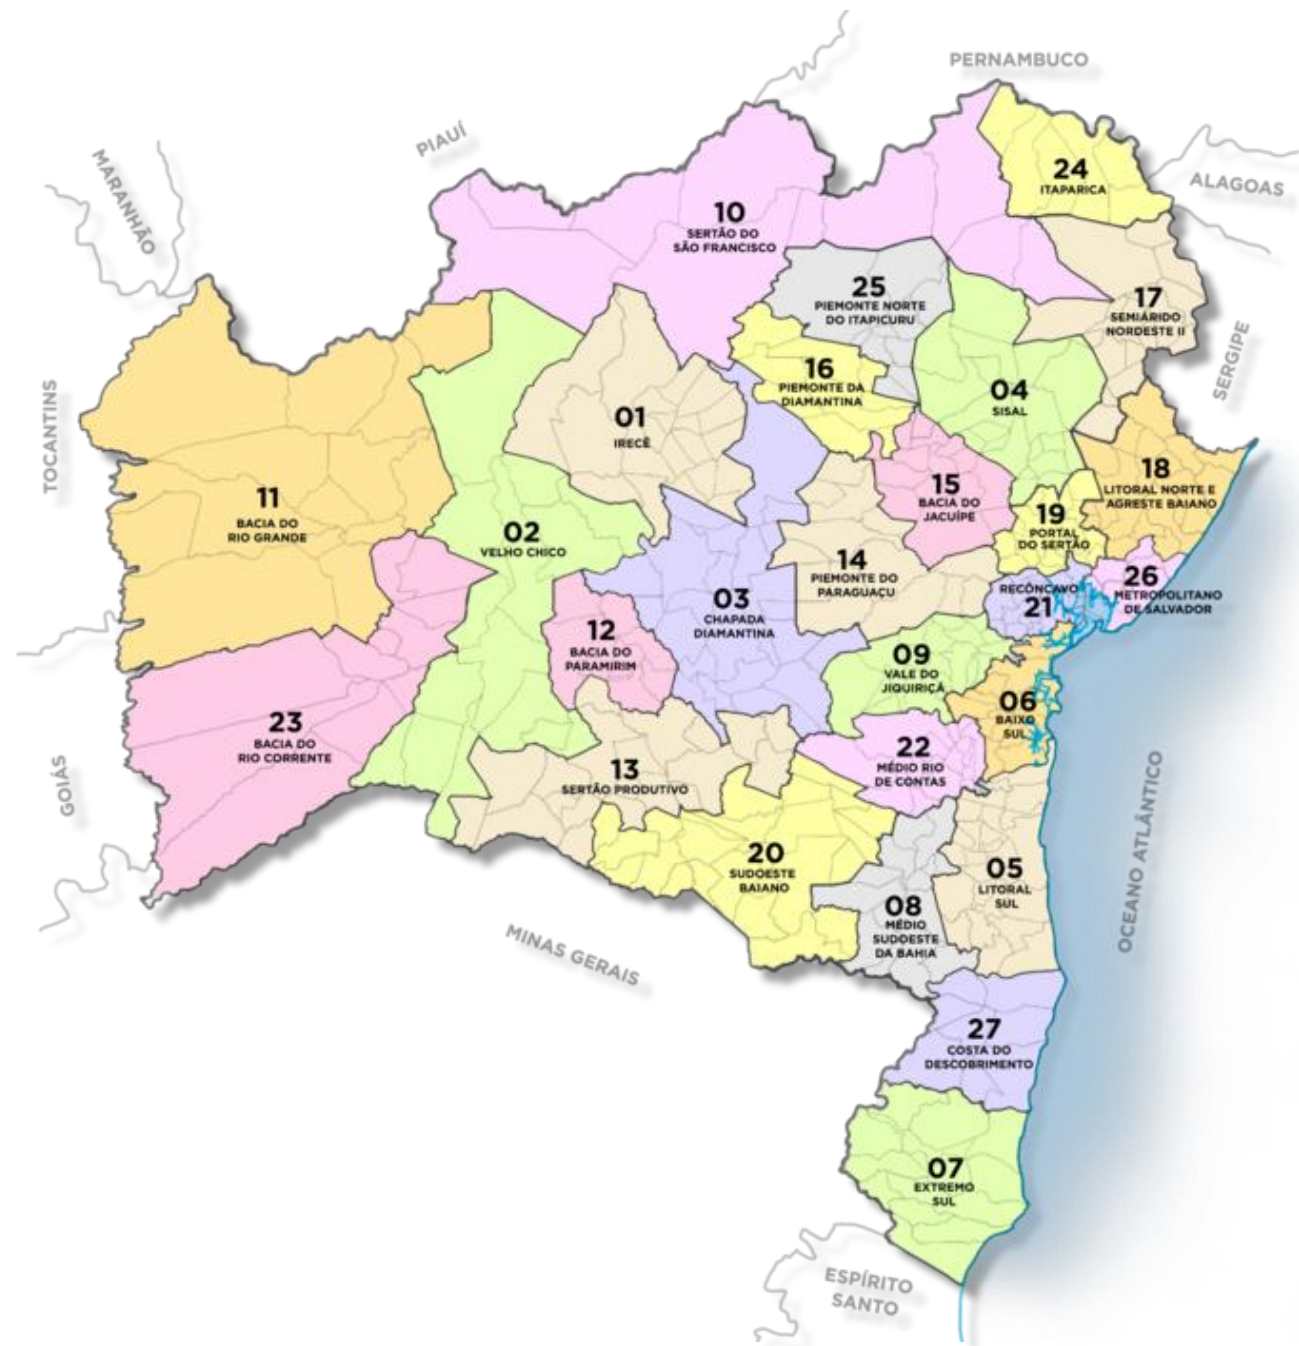 PERNAMBUCO
PIAUÍ
MARANHÃO
ALAGOAS
24
ITAPARICA
10
SERTÃO DO
SÃO FRANCISCO
25
PIEMONTE NORTE
DO ITAPICURU
17
SEMIÁRIDO
NORDESTE II
SERGIPE
TOCANTINS
16
PIEMONTE DA
DIAMANTINA
04
SISAL
01
IRECÊ
11
BACIA DO
RIO GRANDE
02
VELHO CHICO
15
BACIA DO
JACUÍPE
18
LITORAL NORTE E
AGRESTE BAIANO
19
PORTAL
DO SERTÃO
14
PIEMONTE DO
PARAGUAÇU
03
CHAPADA
DIAMANTINA
RECÔNCAVO
21
26
METROPOLITANO
DE SALVADOR
12
BACIA DO
PARAMIRIM
09
VALE DO
JIQUIRIÇÁ
06
BAIXO
SUL
23
BACIA DO
RIO CORRENTE
22
MÉDIO RIO
DE CONTAS
13
SERTÃO PRODUTIVO
GOIÁS
20
SUDOESTE
BAIANO
05
LITORAL
SUL
08
MÉDIO
SUDOESTE
DA BAHIA
OCEANO ATLÂNTICO
MINAS GERAIS
27
COSTA DO
DESCOBRIMENTO
07
EXTREMO
SUL
ESPÍRITO
SANTO